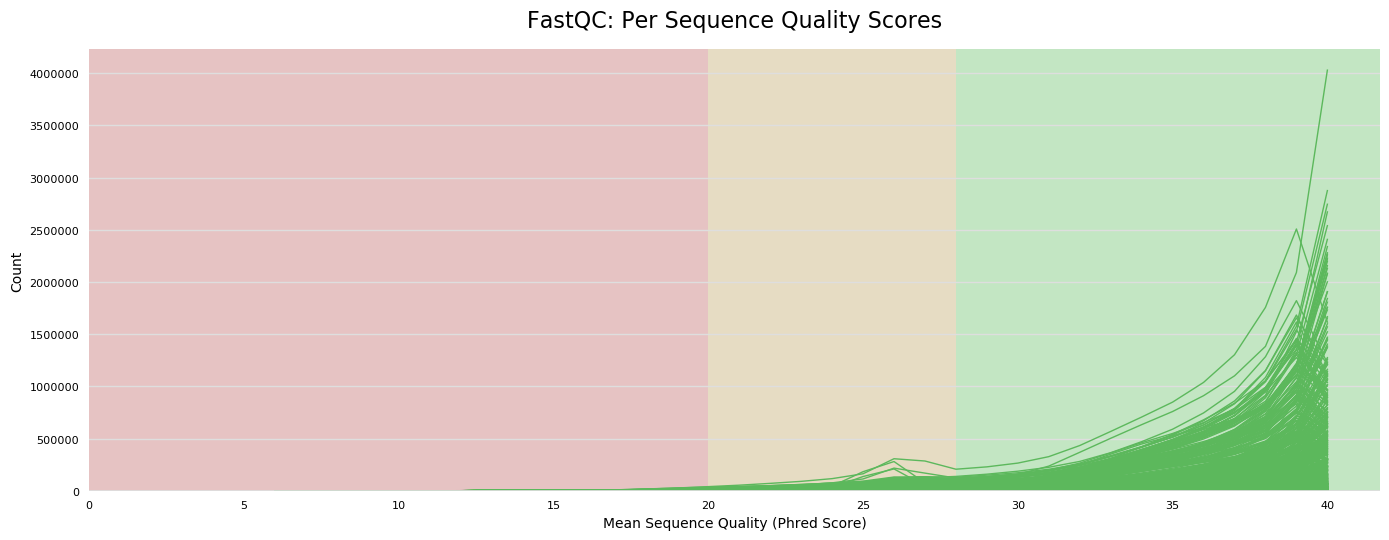 FastQC: Per Sequence Quality Scores
4000000
3500000
3000000
2500000
2000000
1500000
1000000
500000
0
Count
0 5 10 15 20 25 30 35 40
Mean Sequence Quality (Phred Score)